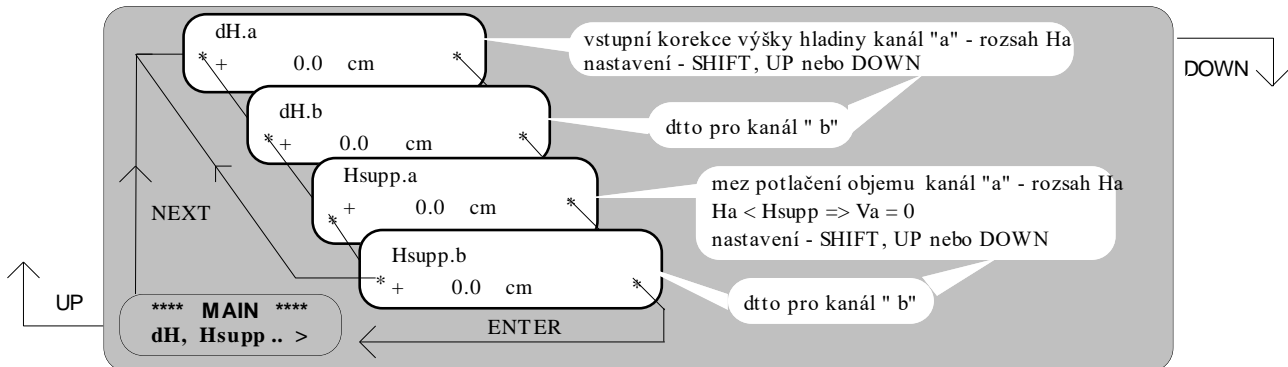 dH.a
* + 0.0 cm *
vstupní korekce výšky hladiny kanál "a" - rozsah Ha
nastavení - SHIFT, UP nebo DOWN
DOWN
dH.b
* + 0.0 cm *
dtto pro kanál " b"
Hsupp.a
* + 0.0 cm *
mez potlačení objemu kanál "a" - rozsah Ha
Ha < Hsupp => Va = 0
nastavení - SHIFT, UP nebo DOWN
NEXT
Hsupp.b
* + 0.0 cm *
dtto pro kanál " b"
UP
**** MAIN ****
dH, Hsupp .. >
ENTER